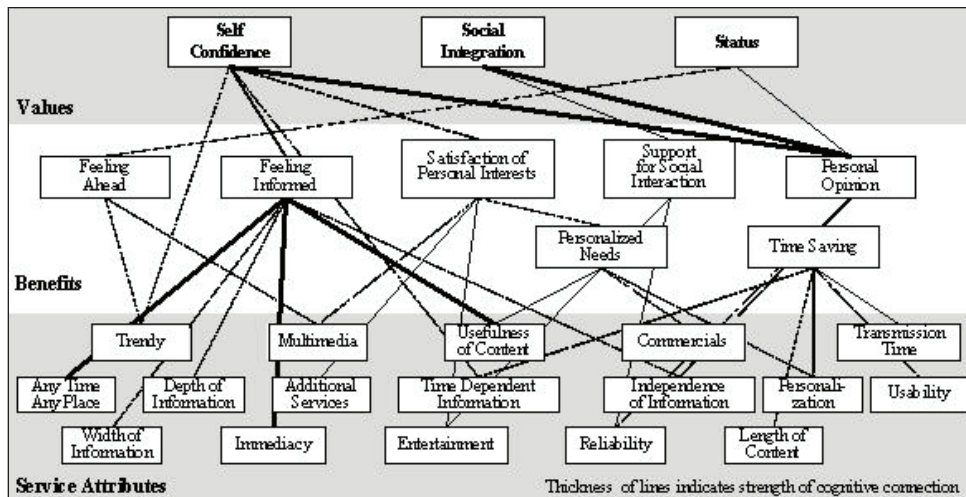 Self
Confidence
Social
Integration
Status
Values
Feeling
Ahead
Feeling
Informed
Satisfaction of
Personal Interests
Support
for Social
Interaction
Personal
Opinion
Personalized
Needs
Time Saving
Benefits
Trendy
Multimedia
Usefulness
of Content
Commercials
Transmission
Time
Any Time
Any Place
Depth of
Information
Additional
Services
Time Dependent
Information
Independence
of Information
Personali-
zation
Usability
Width of
Information
Immediacy
Entertainment
Reliability
Length of
Content
Service Attributes
Thickness of lines indicates strength of cognitive connection